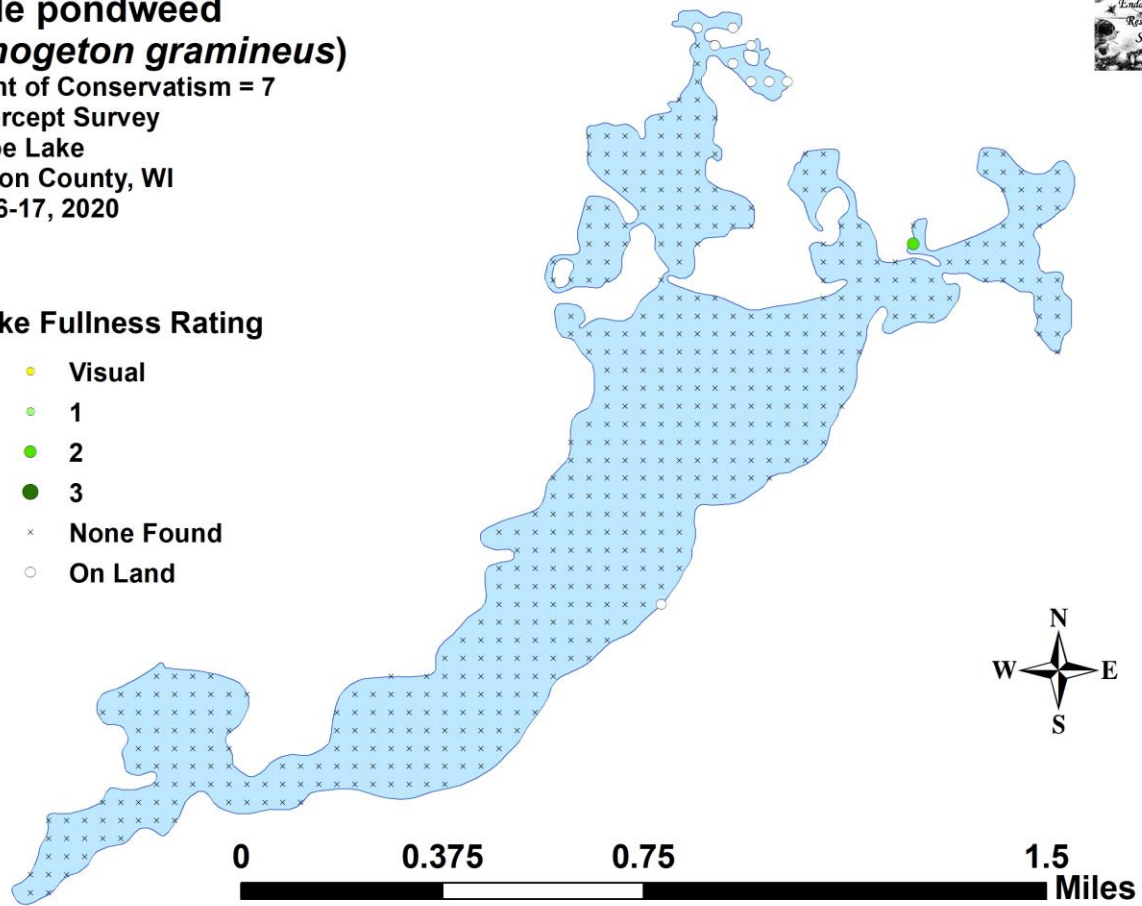 le pondweed
nogeton gramineus)
nt of Conservatism = 7
rcept Survey
e Lake
on County, WI
6-17, 2020
ke Fullness Rating
Visual
1
2
3
None Found
On Land
N
W E
S
0 0.375 0.75 1.5
Miles